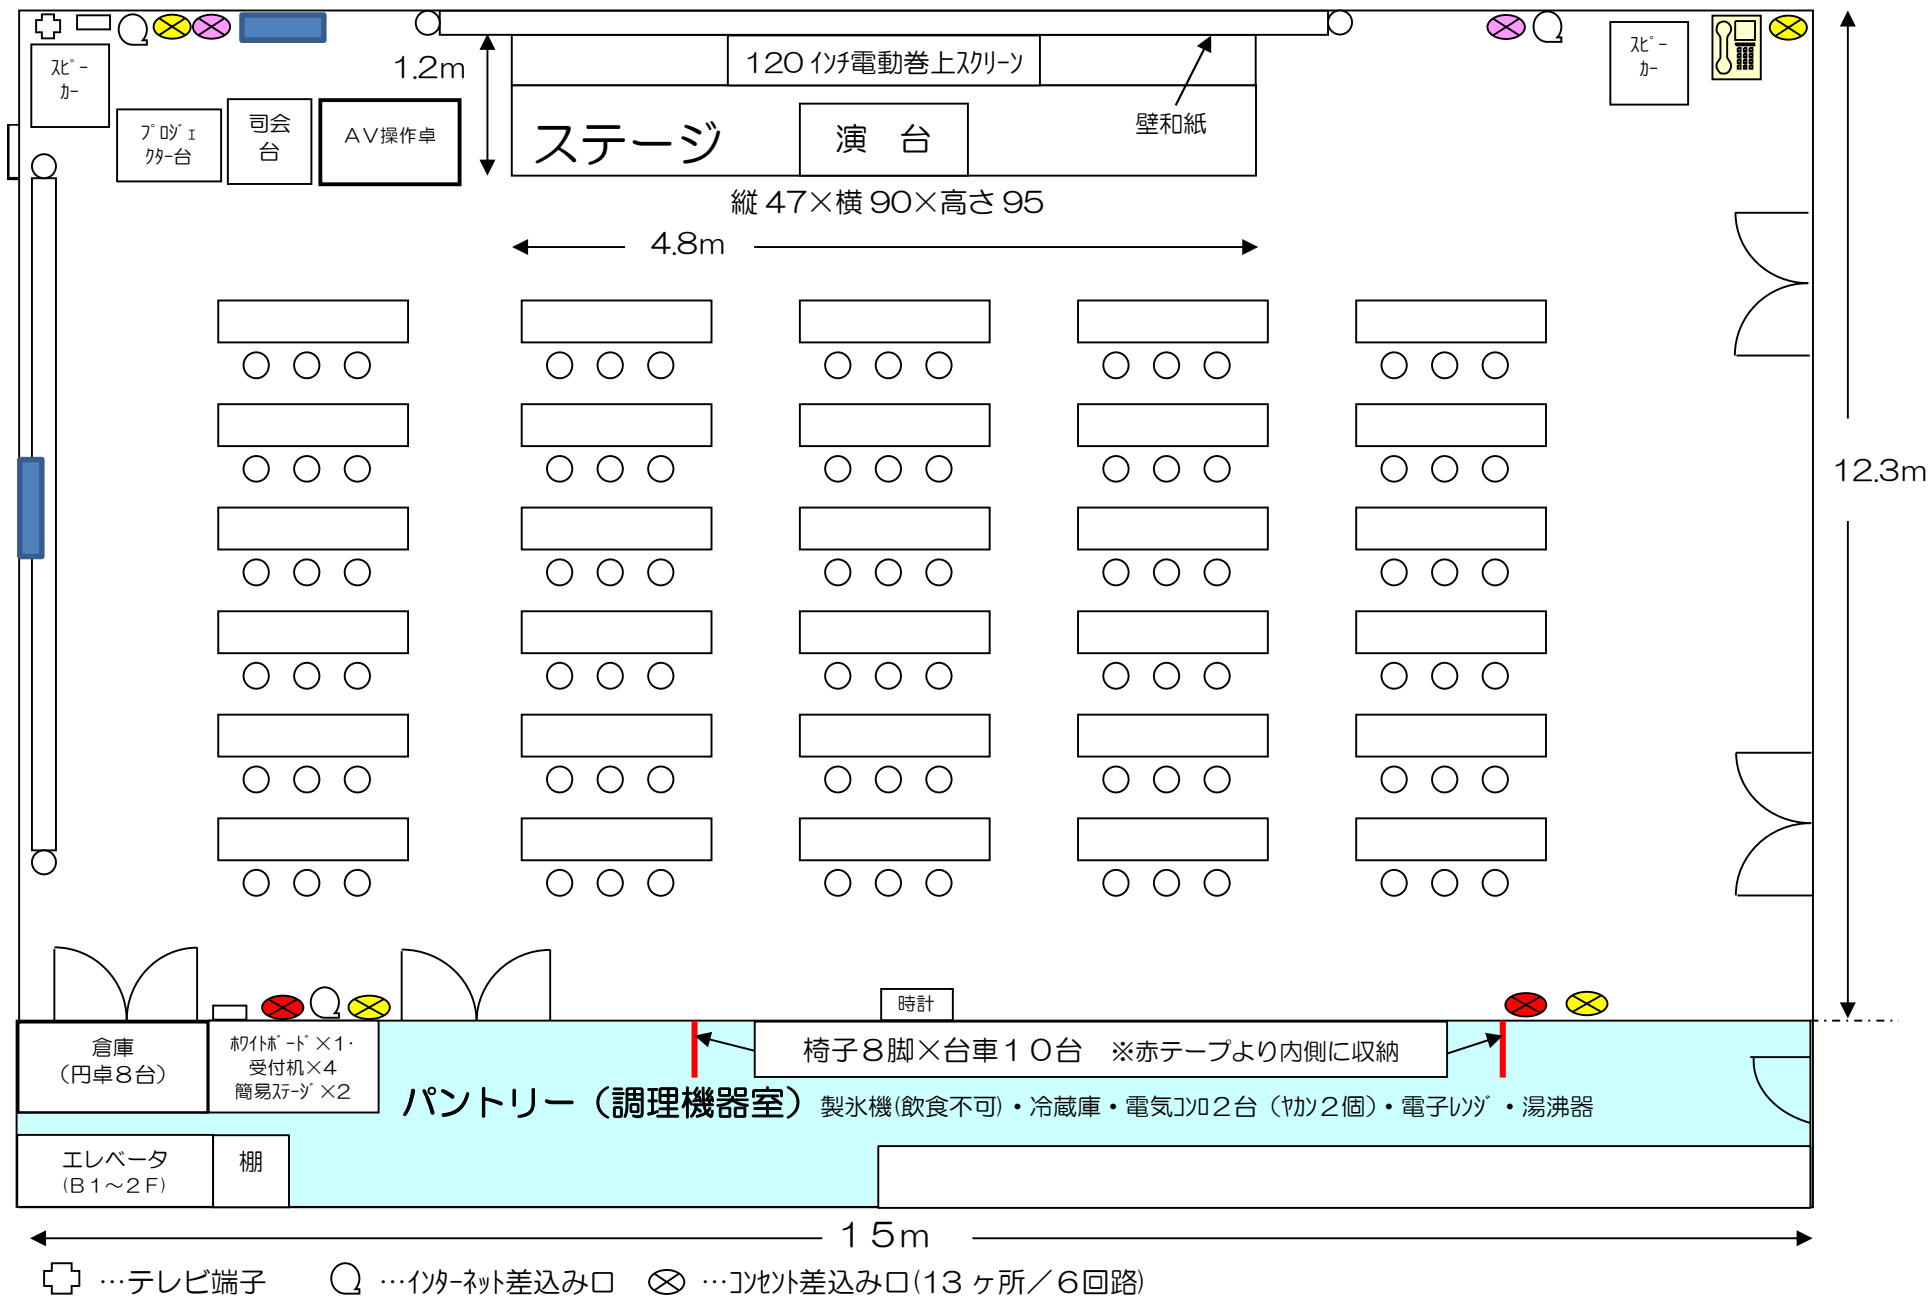 ｽﾋﾟｰ
ｶｰ
1.2m
120 ｲﾝﾁ電動巻上ｽｸﾘｰﾝ
ｽﾋﾟｰ
ｶｰ
ﾌﾟﾛｼﾞｪ
ｸﾀｰ台
司会
台
ＡＶ操作卓
ステージ
演　台
壁和紙
縦 47×横 90×高さ 95
4.8m
12.3m
時計
倉庫
（円卓８台）
ﾎﾜｲﾄﾎﾞｰﾄﾞ×1･
受付机×4
簡易ｽﾃｰｼﾞ×2
椅子８脚×台車１０台　※赤テープより内側に収納
パントリー（調理機器室）製氷機(飲食不可)・冷蔵庫・電気ｺﾝﾛ２台（ﾔｶﾝ２個）・電子ﾚﾝｼﾞ・湯沸器
エレベータ
(Ｂ１～２Ｆ)
棚
１５m
…テレビ端子　…ｲﾝﾀｰﾈｯﾄ差込み口　…ｺﾝｾﾝﾄ差込み口(13 ヶ所／６回路)